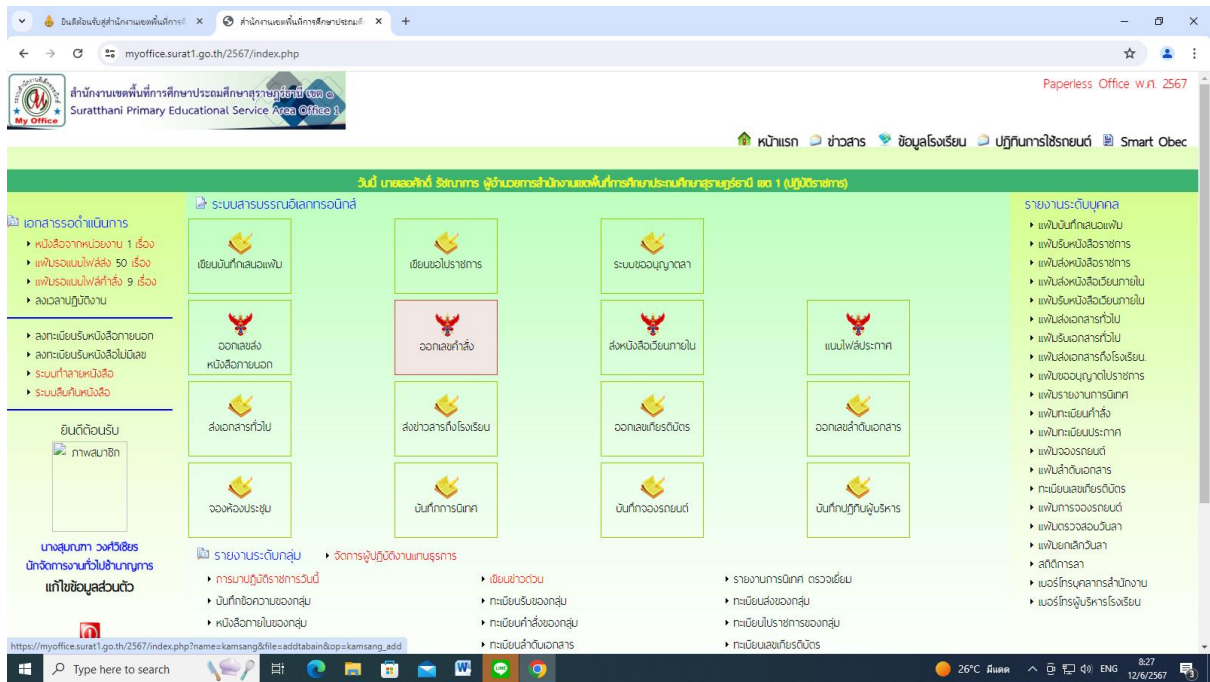 อินดีต้อนรับสู่สำนักงานเขตพื้นที่การศึ
สำนักงานเขตพื้นที่การศึกษาประถมศึ
myoffice.surat1.go.th/2567/index.php
My Office
สำนักงานเขตพื้นที่การศึกษาประถมศึกษาสุราษฎร์ธานี เขต ๑
Suratthani Primary Educational Service Area Office 1
Paperless Office พ.ศ. 2567
หน้าแรก ข่าวสาร ข้อมูลโรงเรียน ปฏิทินการใช้รถยนต์ Smart Obec
วันนี้ นายเลอศักดิ์ รัชณาการ ผู้อำนวยการสำนักงานเขตพื้นที่การศึกษาประถมศึกษาสุราษฎร์ธานี เขต 1 (ปฏิบัติราชการ)
เอกสารรอดำเนินการ
หนังสือจากหน่วยงาน 1 เรื่อง
แฟ้มรอแนบไฟล์ส่ง 50 เรื่อง
แฟ้มรอแนบไฟล์คำสั่ง 9 เรื่อง
ลงเวลาปฏิบัติงาน
ลงทะเบียนรับหนังสือภายนอก
ลงทะเบียนรับหนังสือไม่มีเลข
ระบบทำลายหนังสือ
ระบบสืบค้นหนังสือ
ยินดีต้อนรับ
ภาพสมาชิก
นางสุมณฑา วงศ์วิเชียร
นักจัดการงานทั่วไปชำนาญการ
แก้ไขข้อมูลส่วนตัว
ระบบสารบรรณอิเลกทรอนิกส์
เขียนบันทึกเสนอแฟ้ม
เขียนขอไปราชการ
ระบบขออนุญาตลา
ออกเลขส่ง
หนังสือภายนอก
ออกเลขคำสั่ง
ส่งหนังสือเวียนภายใน
แนบไฟล์ประกาศ
ส่งเอกสารทั่วไป
ส่งข่าวสารถึงโรงเรียน
ออกเลขเกียรติบัตร
ออกเลขลำดับเอกสาร
จองห้องประชุม
บันทึกการนิเทศ
บันทึกจองรถยนต์
บันทึกปฏิทินผู้บริหาร
รายงานระดับกลุ่ม
จัดการผู้ปฏิบัติงานแทนธุรการ
การมาปฏิบัติราชการวันนี้
เขียนข่าวด่วน
รายงานการนิเทศ ตรวจเยี่ยม
บันทึกข้อความของกลุ่ม
ทะเบียนรับของกลุ่ม
ทะเบียนส่งของกลุ่ม
หนังสือภายในของกลุ่ม
ทะเบียนคำสั่งของกลุ่ม
ทะเบียนไปราชการของกลุ่ม
ทะเบียนลำดับเอกสาร
ทะเบียนเลขเกียรติบัตร
รายงานระดับบุคคล
แฟ้มบันทึกเสนอแฟ้ม
แฟ้มรับหนังสือราชการ
แฟ้มส่งหนังสือราชการ
แฟ้มส่งหนังสือเวียนภายใน
แฟ้มรับหนังสือเวียนภายใน
แฟ้มส่งเอกสารทั่วไป
แฟ้มรับเอกสารทั่วไป
แฟ้มส่งเอกสารถึงโรงเรียน.
แฟ้มขออนุญาตไปราชการ
แฟ้มรายงานการนิเทศ
แฟ้มทะเบียนคำสั่ง
แฟ้มทะเบียนประกาศ
แฟ้มจองรถยนต์
แฟ้มลำดับเอกสาร
ทะเบียนเลขเกียรติบัตร
แฟ้มการจองรถยนต์
แฟ้มตรวจสอบวันลา
แฟ้มยกเลิกวันลา
สถิติการลา
เบอร์โทรบุคลากรสำนักงาน
เบอร์โทรผู้บริหารโรงเรียน
https://myoffice.surat1.go.th/2567/index.php?name=kamsang&file=addtabain&op=kamsang_add
Type here to search
26°C มีแดด
ENG
8:27
12/6/2567